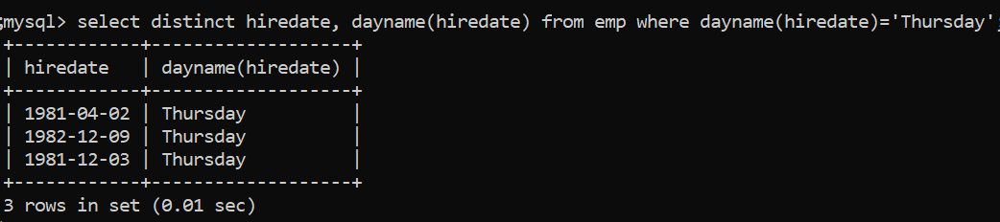 ;mysql> select distinct hiredate, dayname(hiredate) from emp where dayname(hiredate)='Thursday';
+------------+-------------------+
| hiredate   | dayname(hiredate) |
+------------+-------------------+
| 1981-04-02 | Thursday          |
| 1982-12-09 | Thursday          |
| 1981-12-03 | Thursday          |
+------------+-------------------+
3 rows in set (0.01 sec)